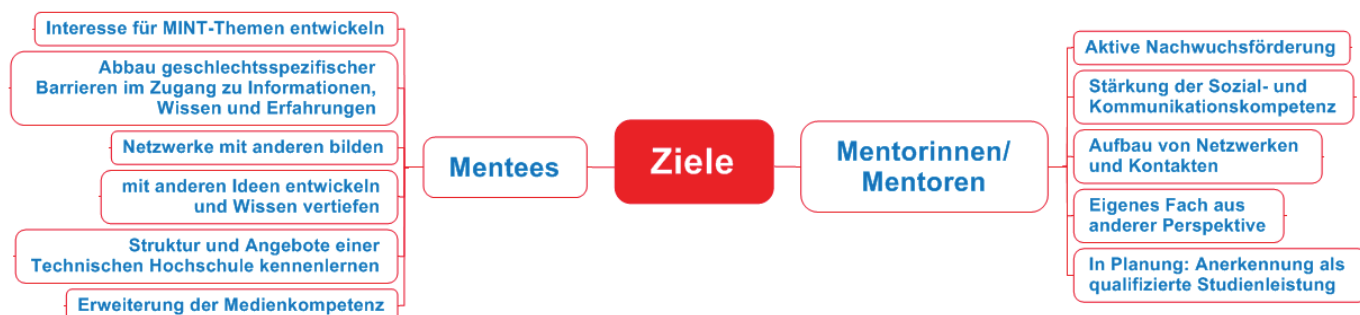 Interesse für MINT-Themen entwickeln
Abbau geschlechtsspezifischer
Barrieren im Zugang zu Informationen,
Wissen und Erfahrungen
Netzwerke mit anderen bilden
mit anderen Ideen entwickeln
und Wissen vertiefen
Struktur und Angebote einer
Technischen Hochschule kennenlernen
Erweiterung der Medienkompetenz
Mentees
Ziele
Mentorinnen/
Mentoren
Aktive Nachwuchsförderung
Stärkung der Sozial- und
Kommunikationskompetenz
Aufbau von Netzwerken
und Kontakten
Eigenes Fach aus
anderer Perspektive
In Planung: Anerkennung als
qualifizierte Studienleistung